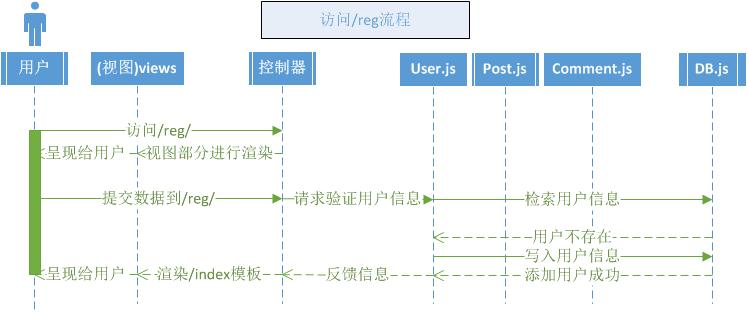 访问/reg流程
用户
(视图)views
控制器
User.js
Post.js
Comment.js
DB.js
访问/reg/
呈现给用户
视图部分进行渲染
提交数据到/reg/
请求验证用户信息
检索用户信息
用户不存在
写入用户信息
呈现给用户
渲染/index模板
反馈信息
添加用户成功